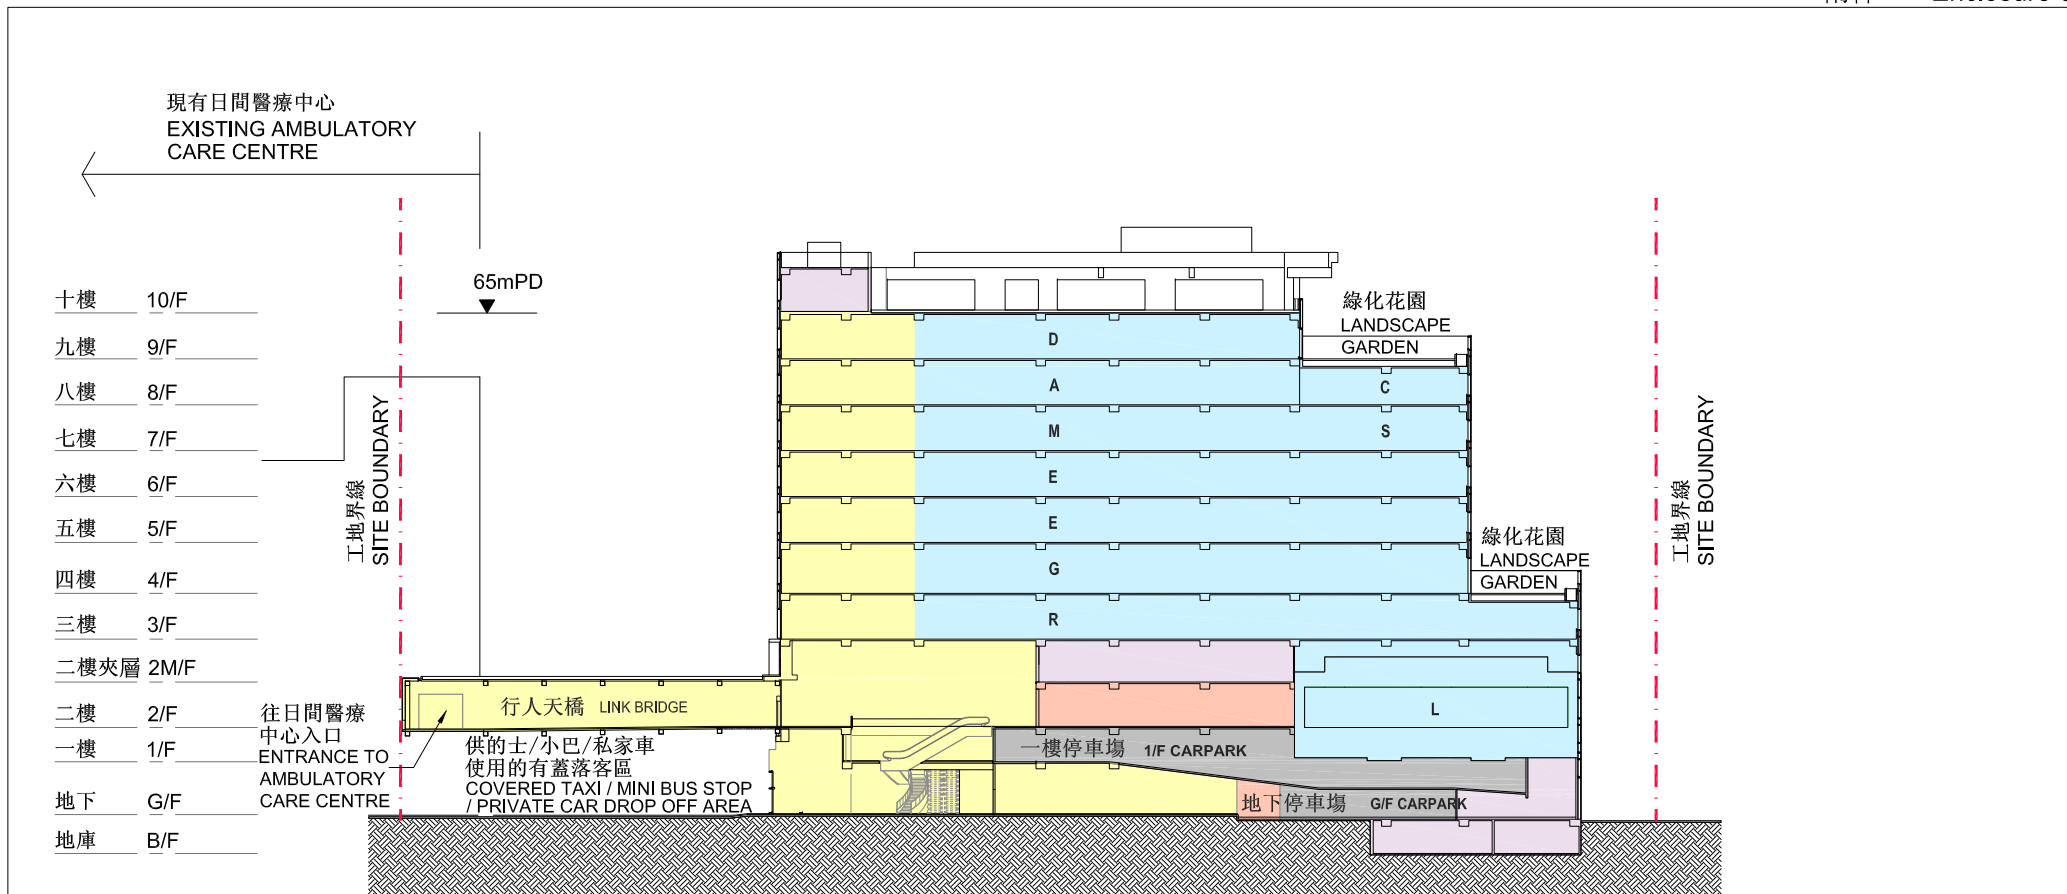 現有日間醫療中心
EXISTING AMBULATORY
CARE CENTRE
65mPD
十樓 10/F
九樓 9/F
八樓 8/F
七樓 7/F
六樓 6/F
五樓 5/F
四樓 4/F
三樓 3/F
二樓夾層 2M/F
二樓 2/F
一樓 1/F
地下 G/F
地庫 B/F
工地界線
SITE BOUNDARY
往日間醫療
中心入口
ENTRANCE TO
AMBULATORY
CARE CENTRE
行人天橋 LINK BRIDGE
供的士/小巴/私家車
使用的有蓋落客區
COVERED TAXI / MINI BUS STOP
/ PRIVATE CAR DROP OFF AREA
D
A
C
M
S
E
E
G
R
L
一樓停車場 1/F CARPARK
地下停車場 G/F CARPARK
綠化花園
LANDSCAPE
GARDEN
綠化花園
LANDSCAPE
GARDEN
工地界線
SITE BOUNDARY